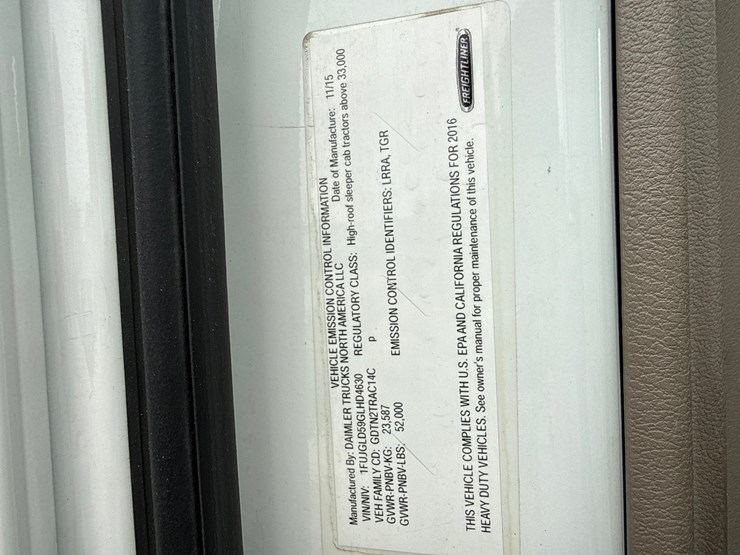 VEHICLE EMISSION CONTROL INFORMATION
Manufactured By: DAIMLER TRUCKS NORTH AMERICA LLC Date of Manufacture: 11/15
VIN/NIV: 1FUJGLD59GLHD4630 REGULATORY CLASS: High-roof sleeper cab tractors above 33,000
VEH FAMILY CD: GDTN2TRAC14C p
GVWR-PNBV-KG: 23,587 EMISSION CONTROL IDENTIFIERS: LRRA, TGR
GVWR-PNBV-LBS: 52,000
THIS VEHICLE COMPLIES WITH U.S. EPA AND CALIFORNIA REGULATIONS FOR 2016
HEAVY DUTY VEHICLES. See owner's manual for proper maintenance of this vehicle.
FREIGHTLINER